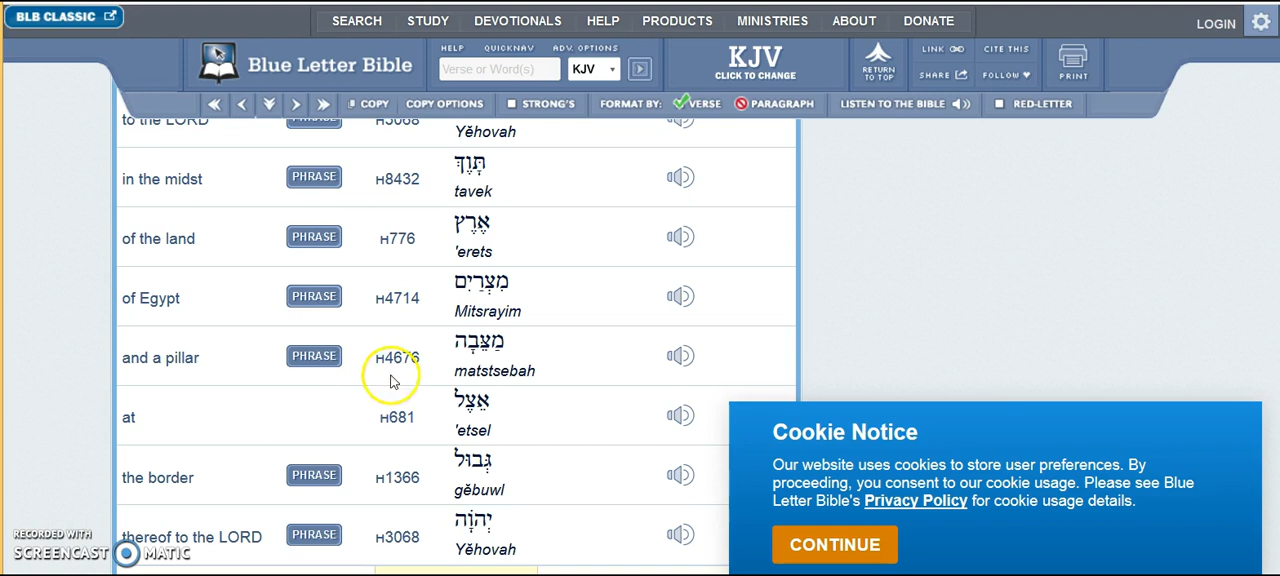 BLB CLASSIC
SEARCH STUDY DEVOTIONALS HELP PRODUCTS MINISTRIES ABOUT DONATE
LOGIN
Blue Letter Bible
HELP QUICKNAV ADV. OPTIONS
Verse or Word(s) KJV
KJV
CLICK TO CHANGE
RETURN
TO TOP
LINK CITE THIS
SHARE FOLLOW
PRINT
COPY COPY OPTIONS STRONG'S FORMAT BY: VERSE PARAGRAPH LISTEN TO THE BIBLE RED-LETTER
to the LORD PHRASE H3068
Yĕhovah
in the midst PHRASE H8432 תָּוֶךְ
tavek
of the land PHRASE H776 אֶרֶץ
'erets
of Egypt PHRASE H4714 מִצְרַיִם
Mitsrayim
and a pillar PHRASE H4676 מַצֵּבָה
matstsebah
at H681 אֵצֶל
'etsel
the border PHRASE H1366 גְּבוּל
gĕbuwl
thereof to the LORD PHRASE H3068 יְהוָֹה
Yĕhovah
Cookie Notice
Our website uses cookies to store user preferences. By
proceeding, you consent to our cookie usage. Please see Blue
Letter Bible's Privacy Policy for cookie usage details.
CONTINUE
RECORDED WITH
SCREENCAST MATIC